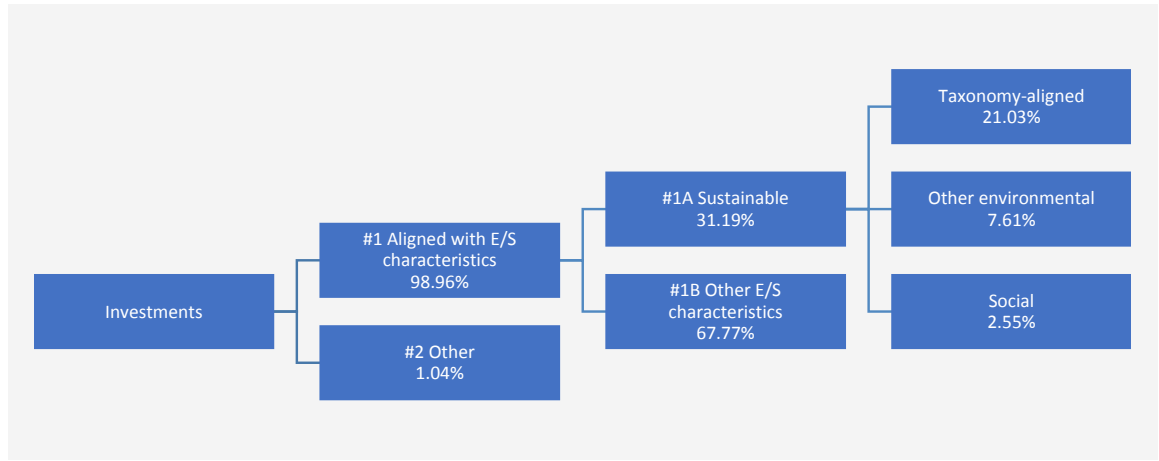 Investments
#1 Aligned with E/S
characteristics
98.96%
#2 Other
1.04%
#1A Sustainable
31.19%
#1B Other E/S
characteristics
67.77%
Taxonomy-aligned
21.03%
Other environmental
7.61%
Social
2.55%